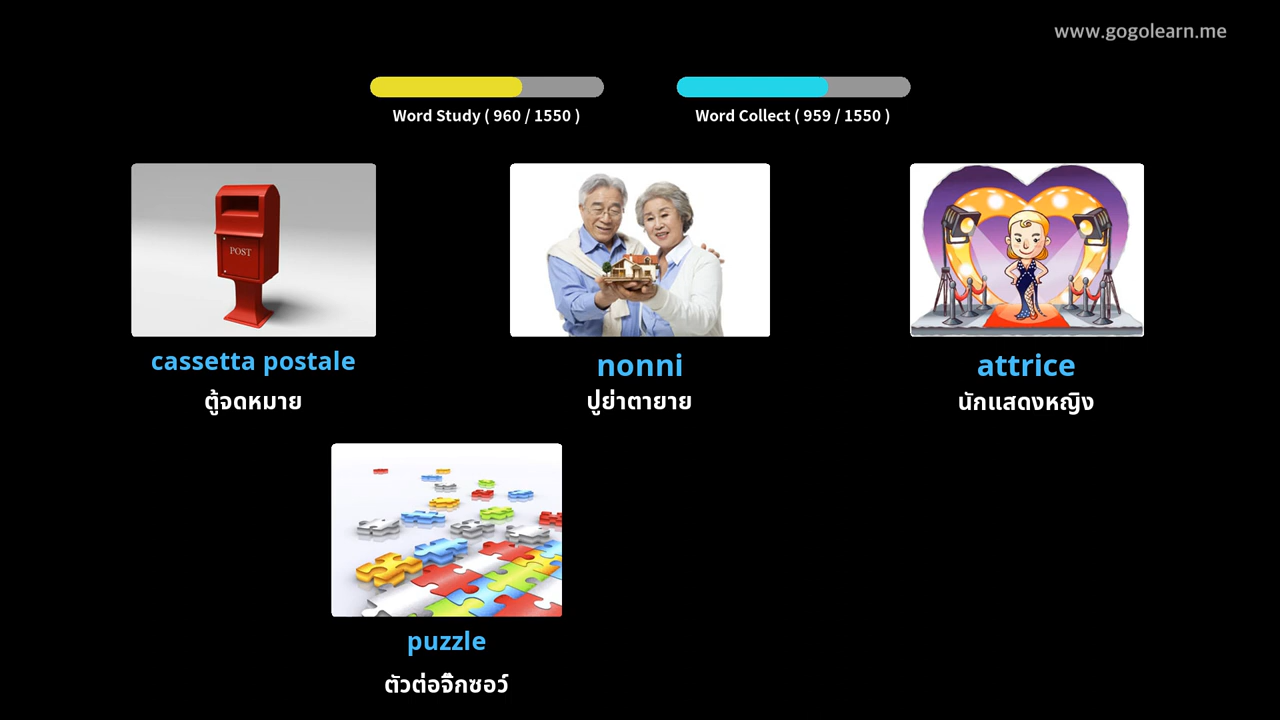 www.gogolearn.me
Word Study ( 960 / 1550 )
Word Collect ( 959 / 1550 )
POST
cassetta postale
ตู้จดหมาย
nonni
ปู่ย่าตายาย
attrice
นักแสดงหญิง
puzzle
ตัวต่อจิ๊กซอว์